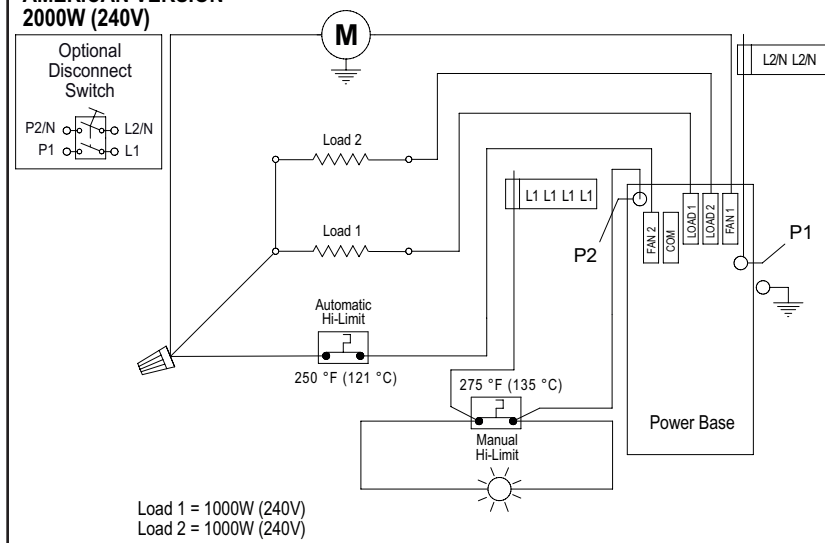 2000W (240V)
Optional
Disconnect
Switch
P2/N
L2/N
P1
L1
M
L2/N L2/N
Load 2
L1 L1 L1 L1
Load 1
P2
FAN 2
COM
LOAD 1
LOAD 2
FAN 1
P1
Automatic
Hi-Limit
250 °F (121 °C)
275 °F (135 °C)
Manual
Hi-Limit
Power Base
Load 1 = 1000W (240V)
Load 2 = 1000W (240V)